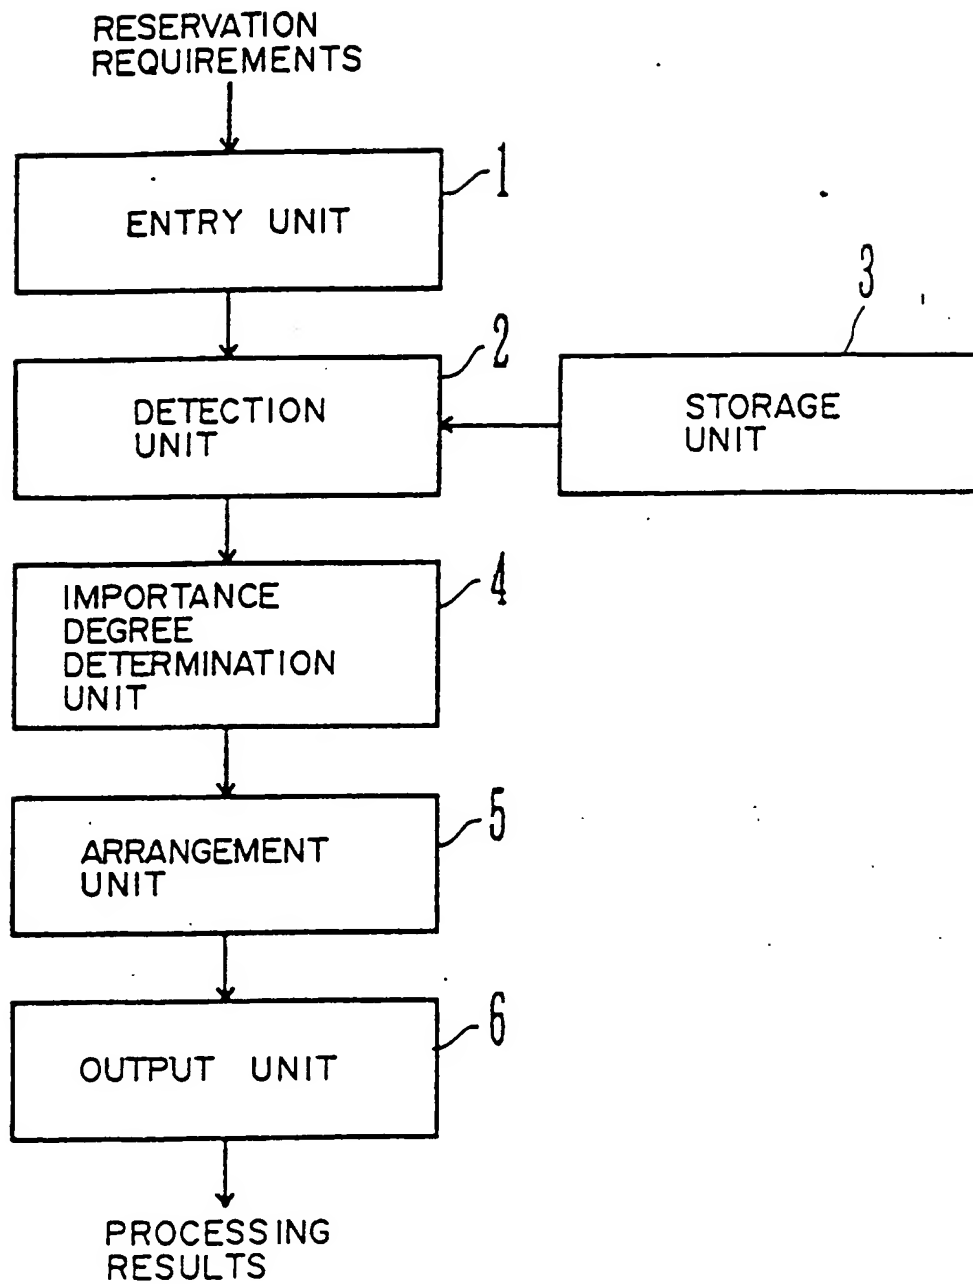 RESERVATION
REQUIREMENTS
1
ENTRY UNIT
2
DETECTION
UNIT
3
STORAGE
UNIT
4
IMPORTANCE
DEGREE
DETERMINATION
UNIT
5
ARRANGEMENT
UNIT
6
OUTPUT UNIT
PROCESSING
RESULTS